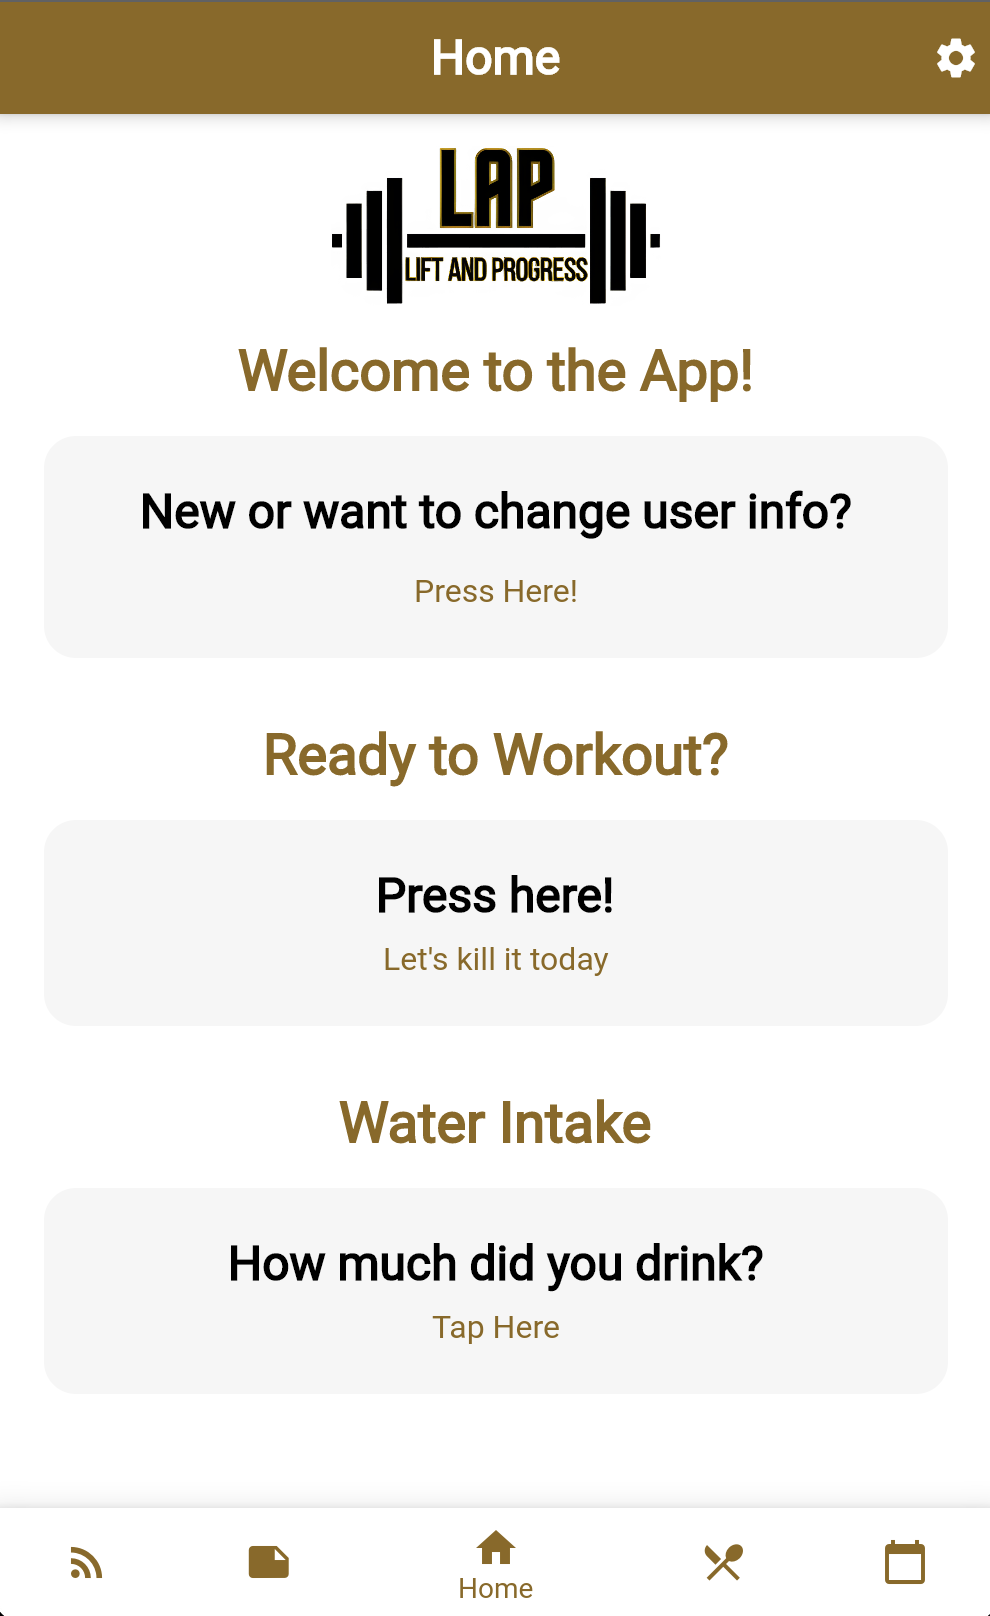 Home
LAP
LIFT AND PROGRESS
Welcome to the App!
New or want to change user info?
Press Here!
Ready to Workout?
Press here!
Let's kill it today
Water Intake
How much did you drink?
Tap Here
Home